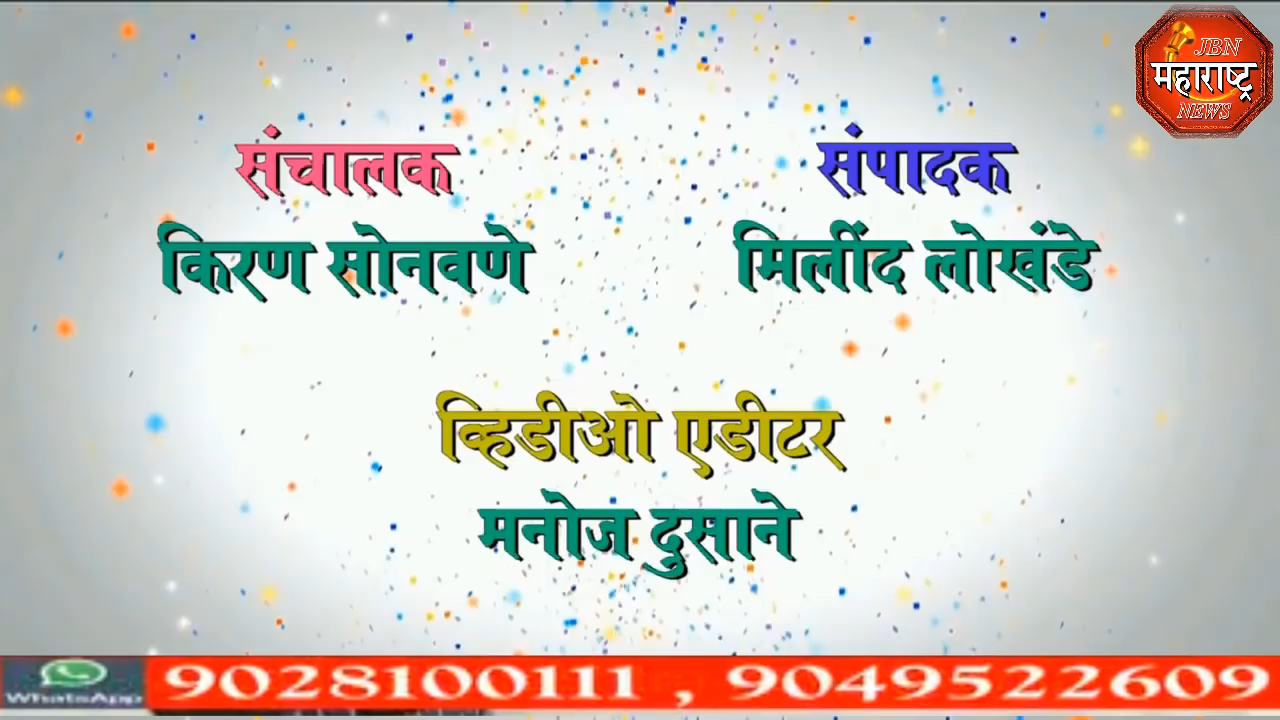 JBN
महाराष्ट्र
NEWS
संचालक
किरण सोनवणे
संपादक
मिलींद लोखंडे
व्हिडीओ एडीटर
मनोज दुसाने
WhatsApp
9028100111 , 9049522609